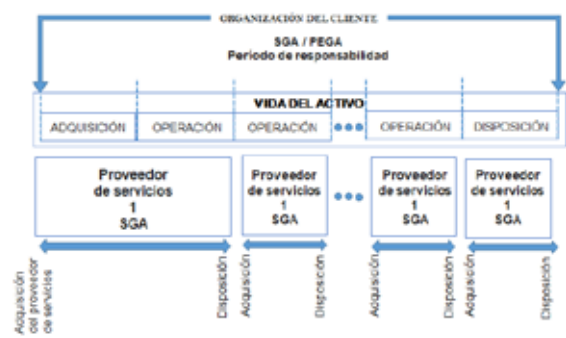 ORGANIZACIÓN DEL CLIENTE
SGA / PEGA
Periodo de responsabilidad
VIDA DEL ACTIVO
ADQUISICIÓN OPERACIÓN OPERACIÓN OPERACIÓN DISPOSICIÓN
Proveedor
de servicios
1
SGA
Proveedor
de servicios
1
SGA
Proveedor
de servicios
1
SGA
Proveedor
de servicios
1
SGA
Adquisición
del proveedor
de servicios
Disposición
Adquisición
Disposición
Adquisición
Disposición
Adquisición
Disposición